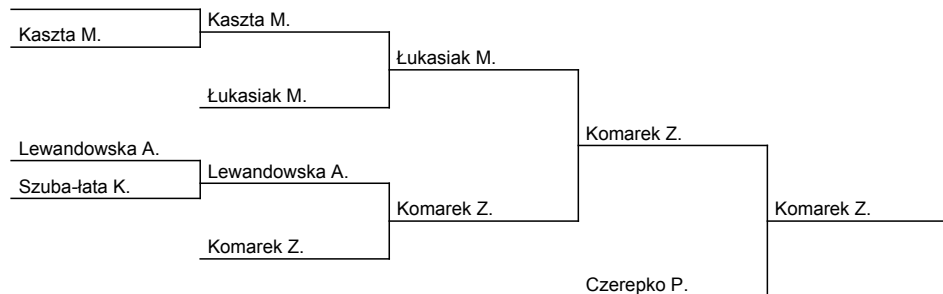 Kaszta M.
Kaszta M.
Łukasiak M.
Łukasiak M.
Komarek Z.
Lewandowska A.
Lewandowska A.
Szuba-łata K.
Komarek Z.
Komarek Z.
Komarek Z.
Czerepko P.